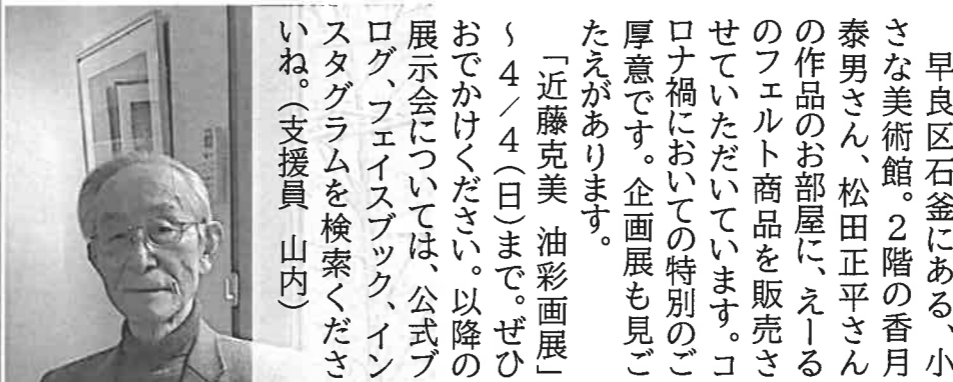 早良区石釜にある、小
さな美術館。２階の香月
泰男さん、松田正平さん
の作品のお部屋に、えーる
のフェルト商品を販売さ
せていただいています。コ
ロナ禍においての特別のご
厚意です。企画展も見ご
たえがあります。
「近藤克美　油彩画展」
～４／４（日）まで。ぜひ
おでかけください。以降の
展示会については、公式ブ
ログ、フェイスブック、イン
スタグラムを検索くださ
いね。（支援員　山内）